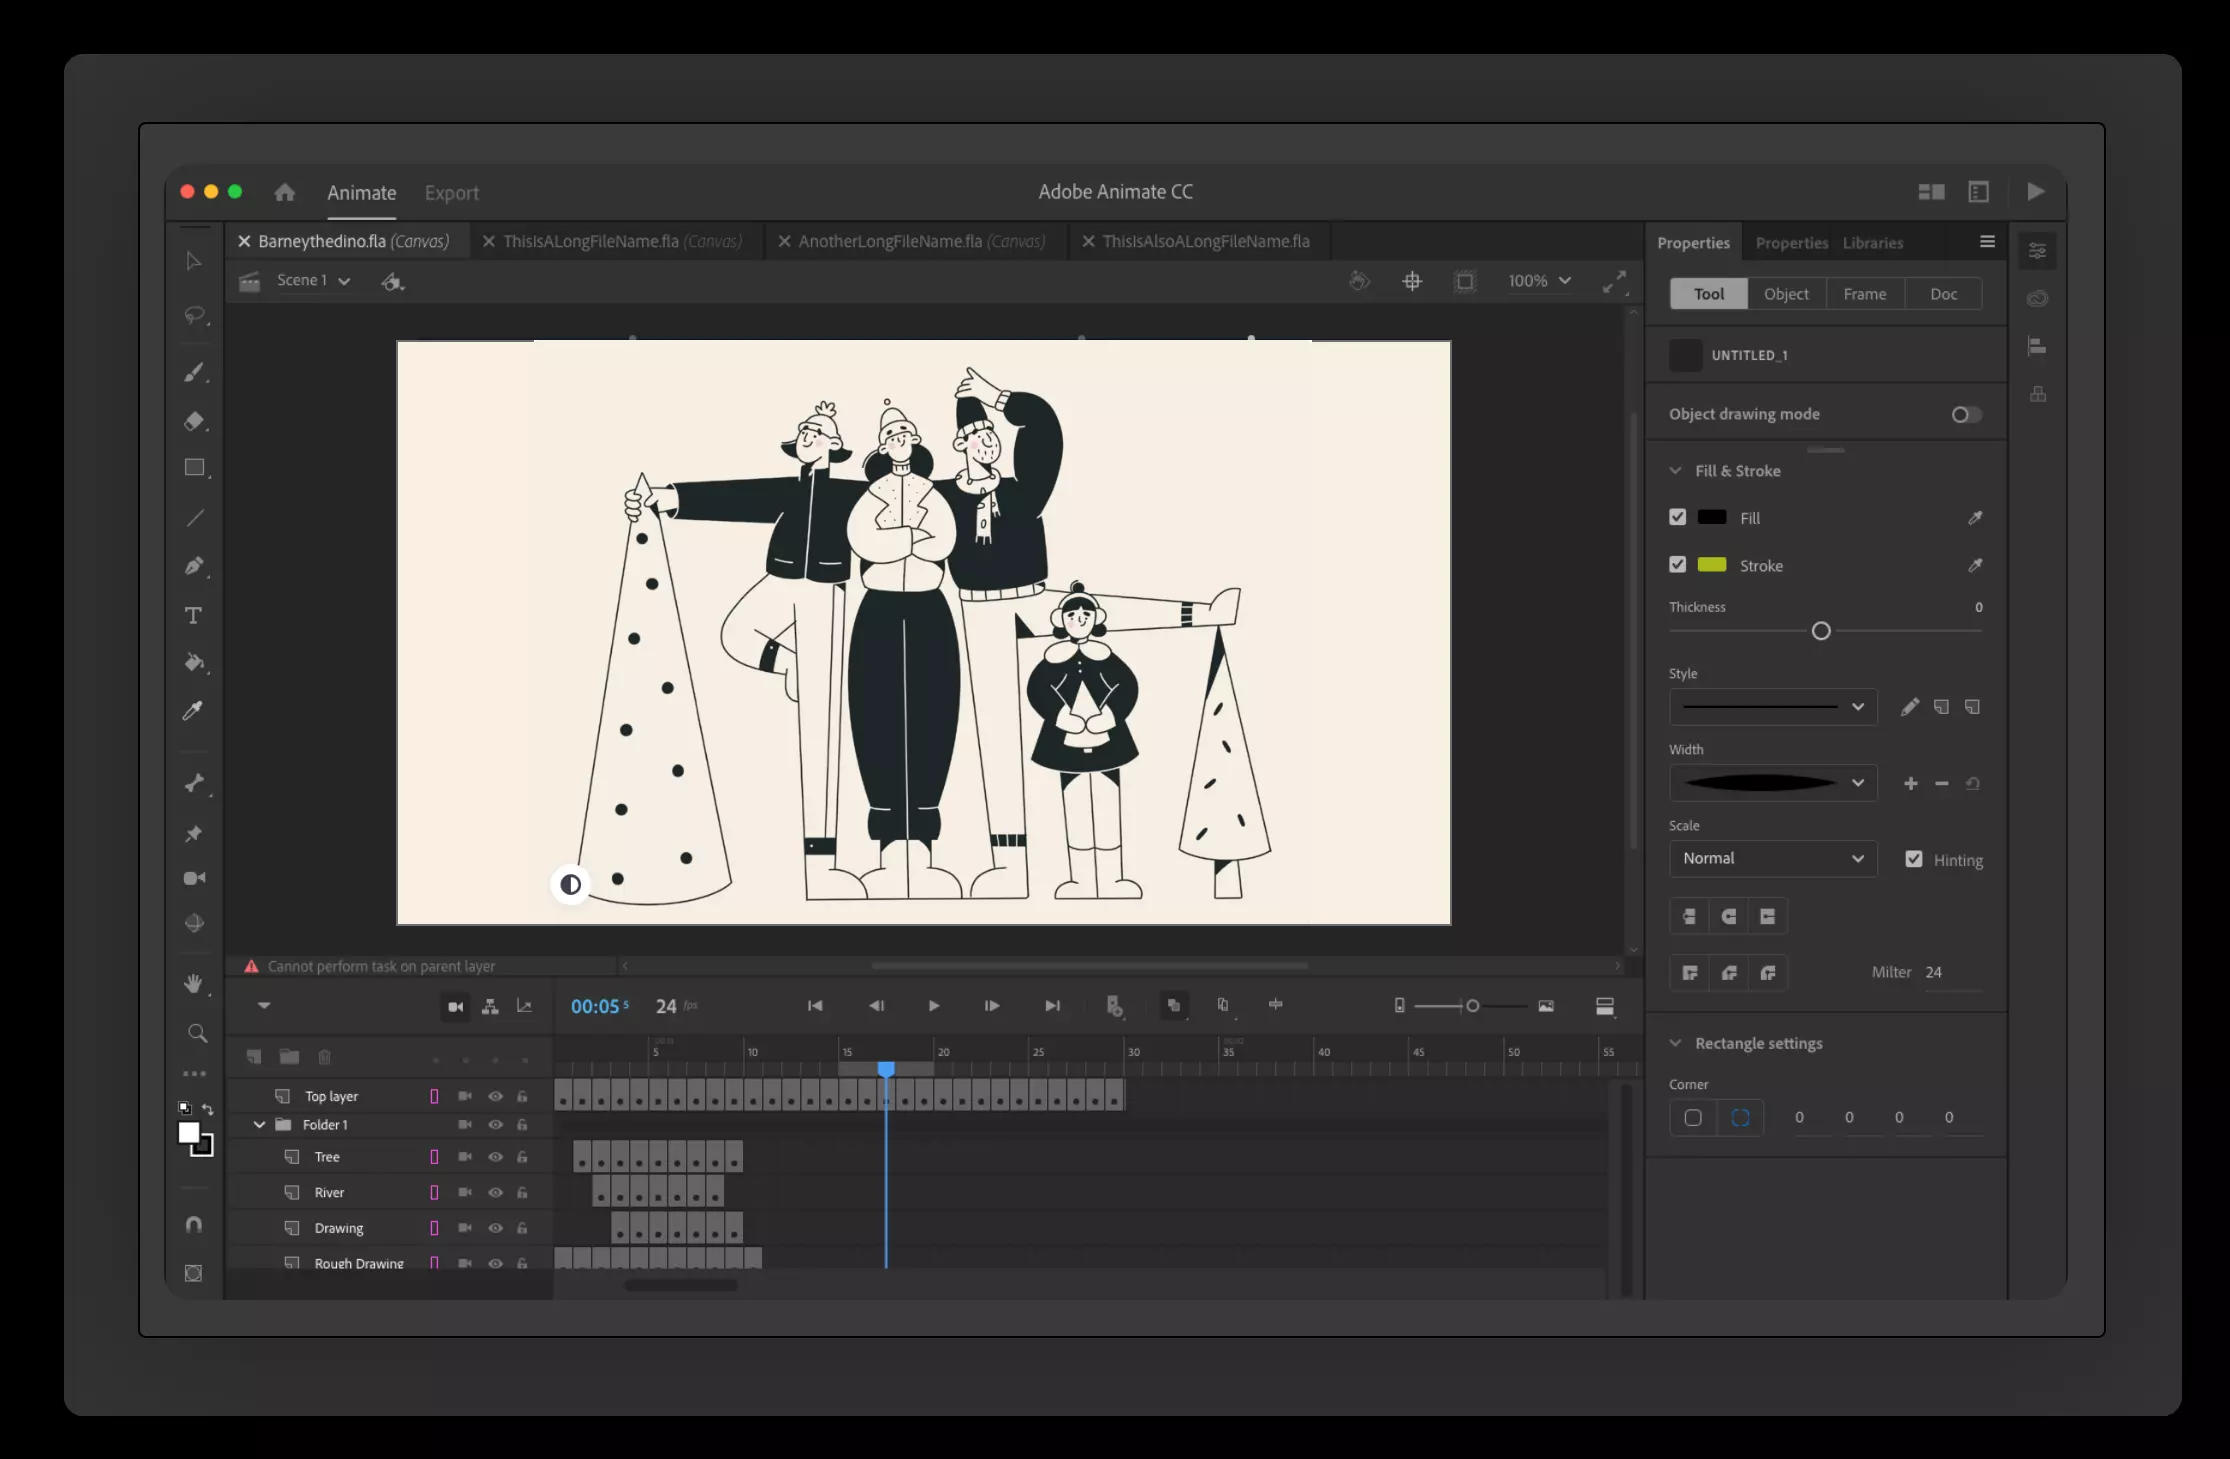 Animate
Export
Adobe Animate CC
Barneythedino.fla (Canvas)
ThisIsALongFileName.fla (Canvas)
AnotherLongFileName.fla (Canvas)
ThisIsAlsoALongFileName.fla
Properties
Properties
Libraries
Scene 1
100%
Tool
Object
Frame
Doc
UNTITLED_1
Object drawing mode
Fill & Stroke
Fill
Stroke
Thickness
0
Style
Width
Scale
Normal
Hinting
Milter 24
Rectangle settings
Corner
0 0 0 0
Cannot perform task on parent layer
00:05 5
24 fps
5 10 15 20 25 30 35 40 45 50 55
Top layer
Folder 1
Tree
River
Drawing
Rough Drawing